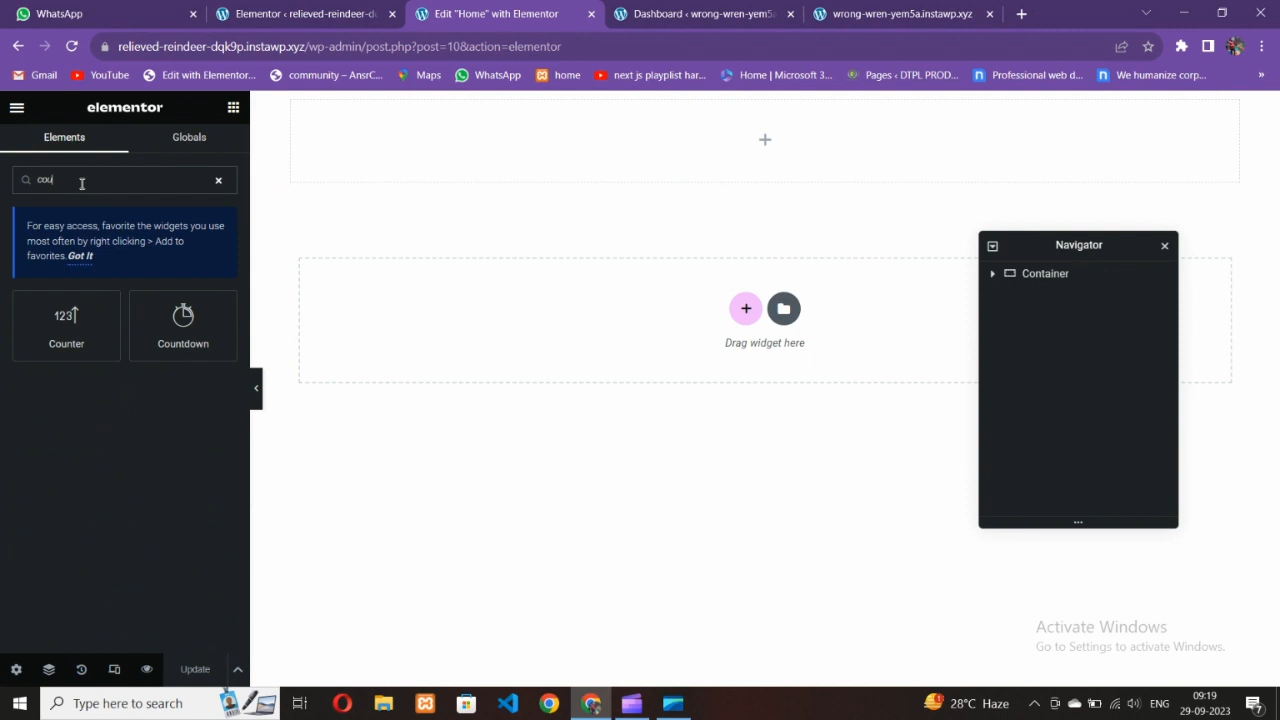 WhatsApp
Elementor < relieved-reindeer-d
Edit "Home" with Elementor
Dashboard < wrong-wren-yem5
wrong-wren-yem5a.instawp.xyz
relieved-reindeer-dqk9p.instawp.xyz/wp-admin/post.php?post=10&action=elementor
Gmail
YouTube
Edit with Elementor...
community – AnsrC...
Maps
WhatsApp
home
next js playlist har...
Home | Microsoft 3...
Pages ‹ DTPL PROD...
Professional web d...
We humanize corp...
»
elementor
Elements
Globals
cou
For easy access, favorite the widgets you use
most often by right clicking > Add to
favorites. Got It
123
Counter
Countdown
Drag widget here
Navigator
Container
Update
Activate Windows
Go to Settings to activate Windows.
Type here to search
28°C Haze
ENG
09:19
29-09-2023
7